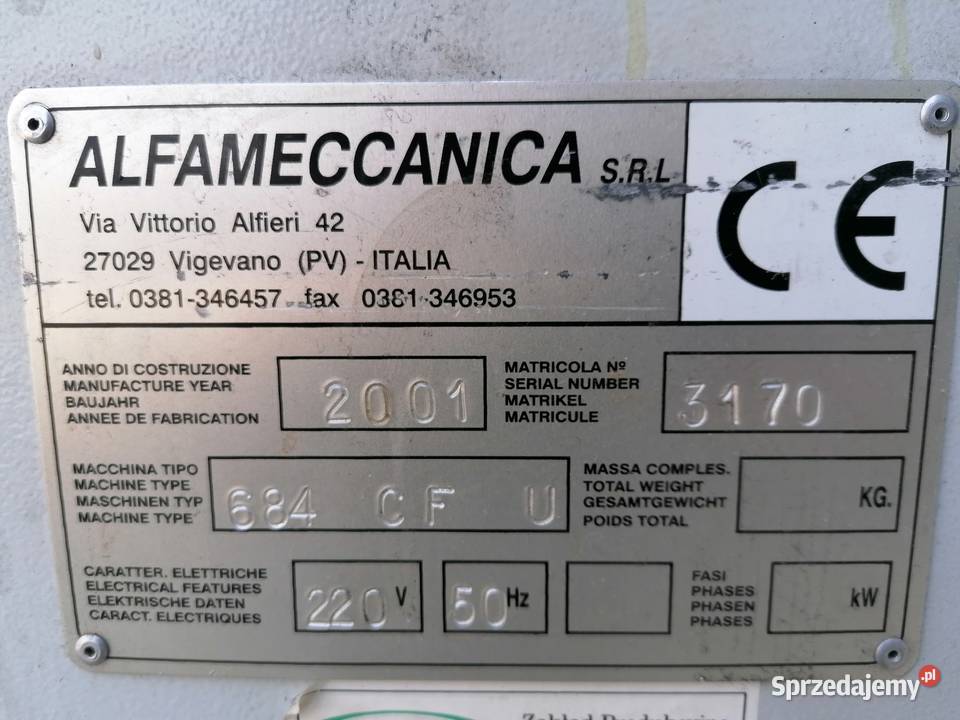 ALFAMECCANICA S.R.L
CE
Via Vittorio Alfieri 42
27029 Vigevano (PV) - ITALIA
tel. 0381-346457 fax 0381-346953
ANNO DI COSTRUZIONE
MANUFACTURE YEAR
BAUJAHR
ANNEE DE FABRICATION
2001
MATRICOLA Nº
SERIAL NUMBER
MATRIKEL
MATRICULE
3170
MACCHINA TIPO
MACHINE TYPE
MASCHINEN TYP
MACHINE TYPE
684 CF U
MASSA COMPLES.
TOTAL WEIGHT
GESAMTGEWICHT
POIDS TOTAL
KG.
CARATTER. ELETTRICHE
ELECTRICAL FEATURES
ELEKTRISCHE DATEN
CARACT. ELECTRIQUES
220 V
50 Hz
FASI
PHASES
PHASEN
PHASES
kW
Sprzedajemy.pl